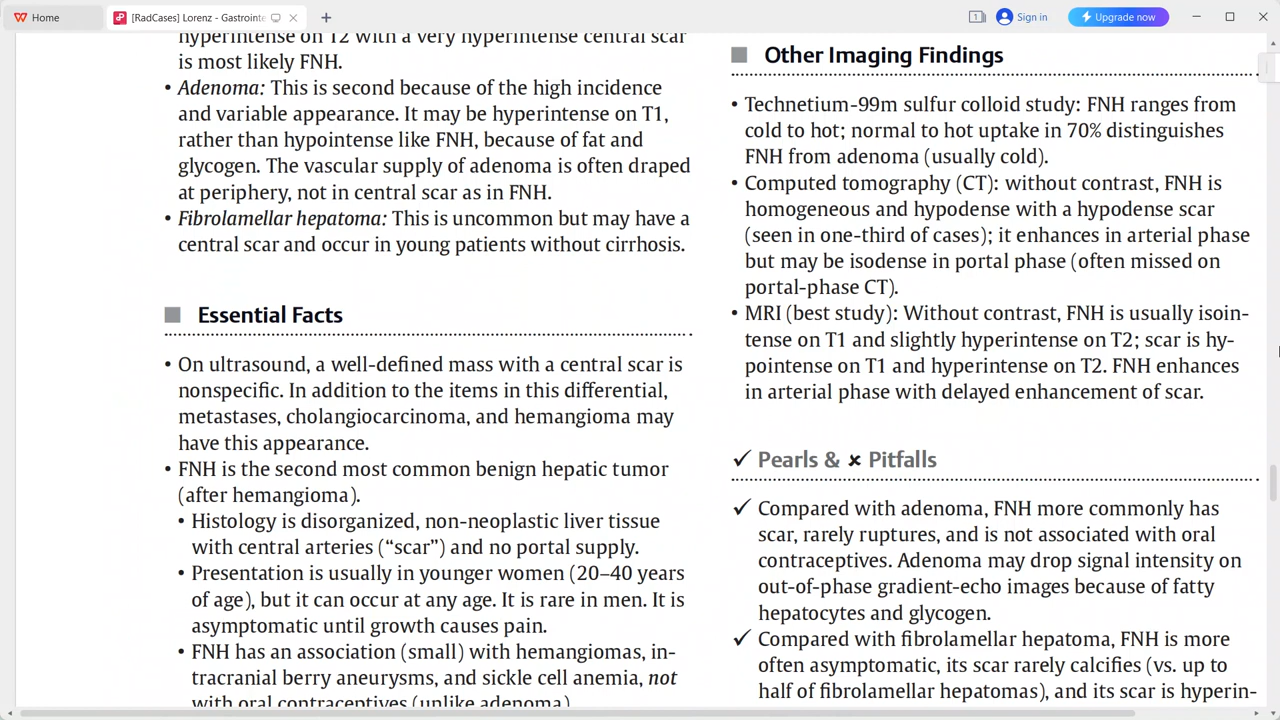 Home
[RadCases] Lorenz - Gastrointe
1
Sign in
Upgrade now
hyperintense on T2 with a very hyperintense central scar
is most likely FNH.
• Adenoma: This is second because of the high incidence
and variable appearance. It may be hyperintense on T1,
rather than hypointense like FNH, because of fat and
glycogen. The vascular supply of adenoma is often draped
at periphery, not in central scar as in FNH.
• Fibrolamellar hepatoma: This is uncommon but may have a
central scar and occur in young patients without cirrhosis.
Essential Facts
• On ultrasound, a well-defined mass with a central scar is
nonspecific. In addition to the items in this differential,
metastases, cholangiocarcinoma, and hemangioma may
have this appearance.
• FNH is the second most common benign hepatic tumor
(after hemangioma).
• Histology is disorganized, non-neoplastic liver tissue
with central arteries (“scar”) and no portal supply.
• Presentation is usually in younger women (20–40 years
of age), but it can occur at any age. It is rare in men. It is
asymptomatic until growth causes pain.
• FNH has an association (small) with hemangiomas, in-
tracranial berry aneurysms, and sickle cell anemia, not
with oral contraceptives (unlike adenoma)
Other Imaging Findings
• Technetium-99m sulfur colloid study: FNH ranges from
cold to hot; normal to hot uptake in 70% distinguishes
FNH from adenoma (usually cold).
• Computed tomography (CT): without contrast, FNH is
homogeneous and hypodense with a hypodense scar
(seen in one-third of cases); it enhances in arterial phase
but may be isodense in portal phase (often missed on
portal-phase CT).
• MRI (best study): Without contrast, FNH is usually isoin-
tense on T1 and slightly hyperintense on T2; scar is hy-
pointense on T1 and hyperintense on T2. FNH enhances
in arterial phase with delayed enhancement of scar.
✓ Pearls & ✗ Pitfalls
✓ Compared with adenoma, FNH more commonly has
scar, rarely ruptures, and is not associated with oral
contraceptives. Adenoma may drop signal intensity on
out-of-phase gradient-echo images because of fatty
hepatocytes and glycogen.
✓ Compared with fibrolamellar hepatoma, FNH is more
often asymptomatic, its scar rarely calcifies (vs. up to
half of fibrolamellar hepatomas), and its scar is hyperin-